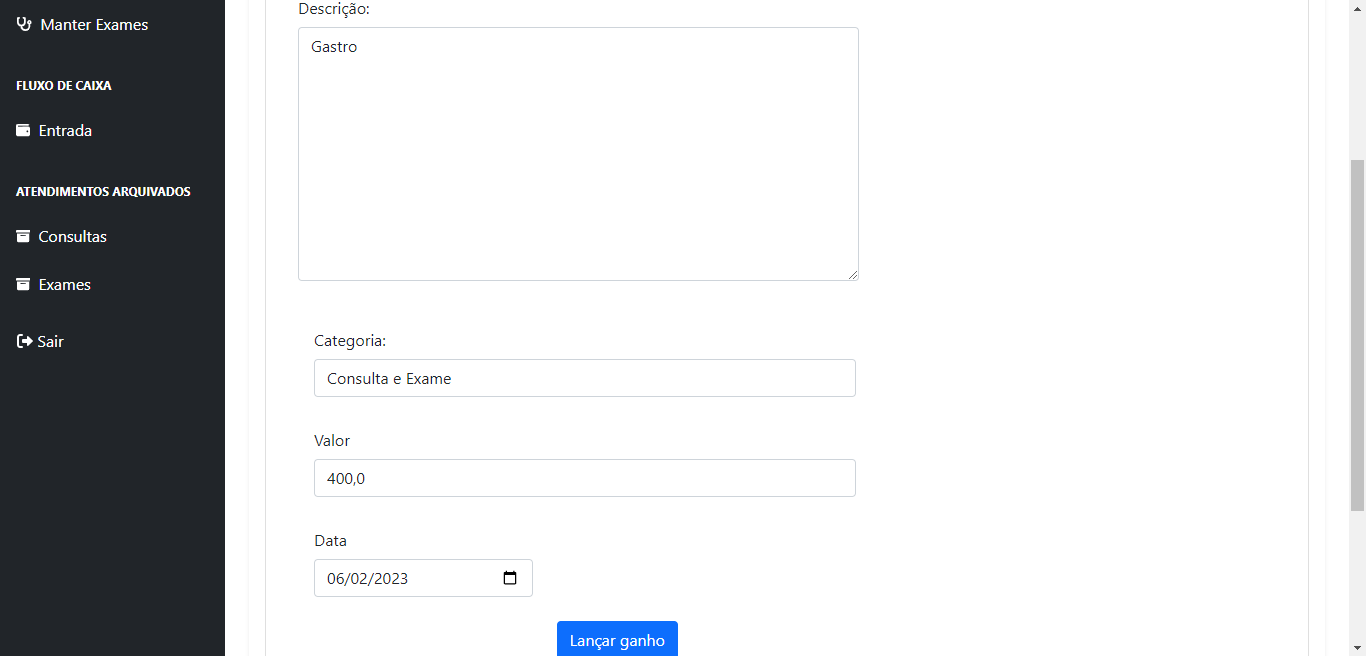 Manter Exames
FLUXO DE CAIXA
Entrada
ATENDIMENTOS ARQUIVADOS
Consultas
Exames
Sair
Descrição:
Gastro
Categoria:
Consulta e Exame
Valor
400,0
Data
06/02/2023
Lançar ganho